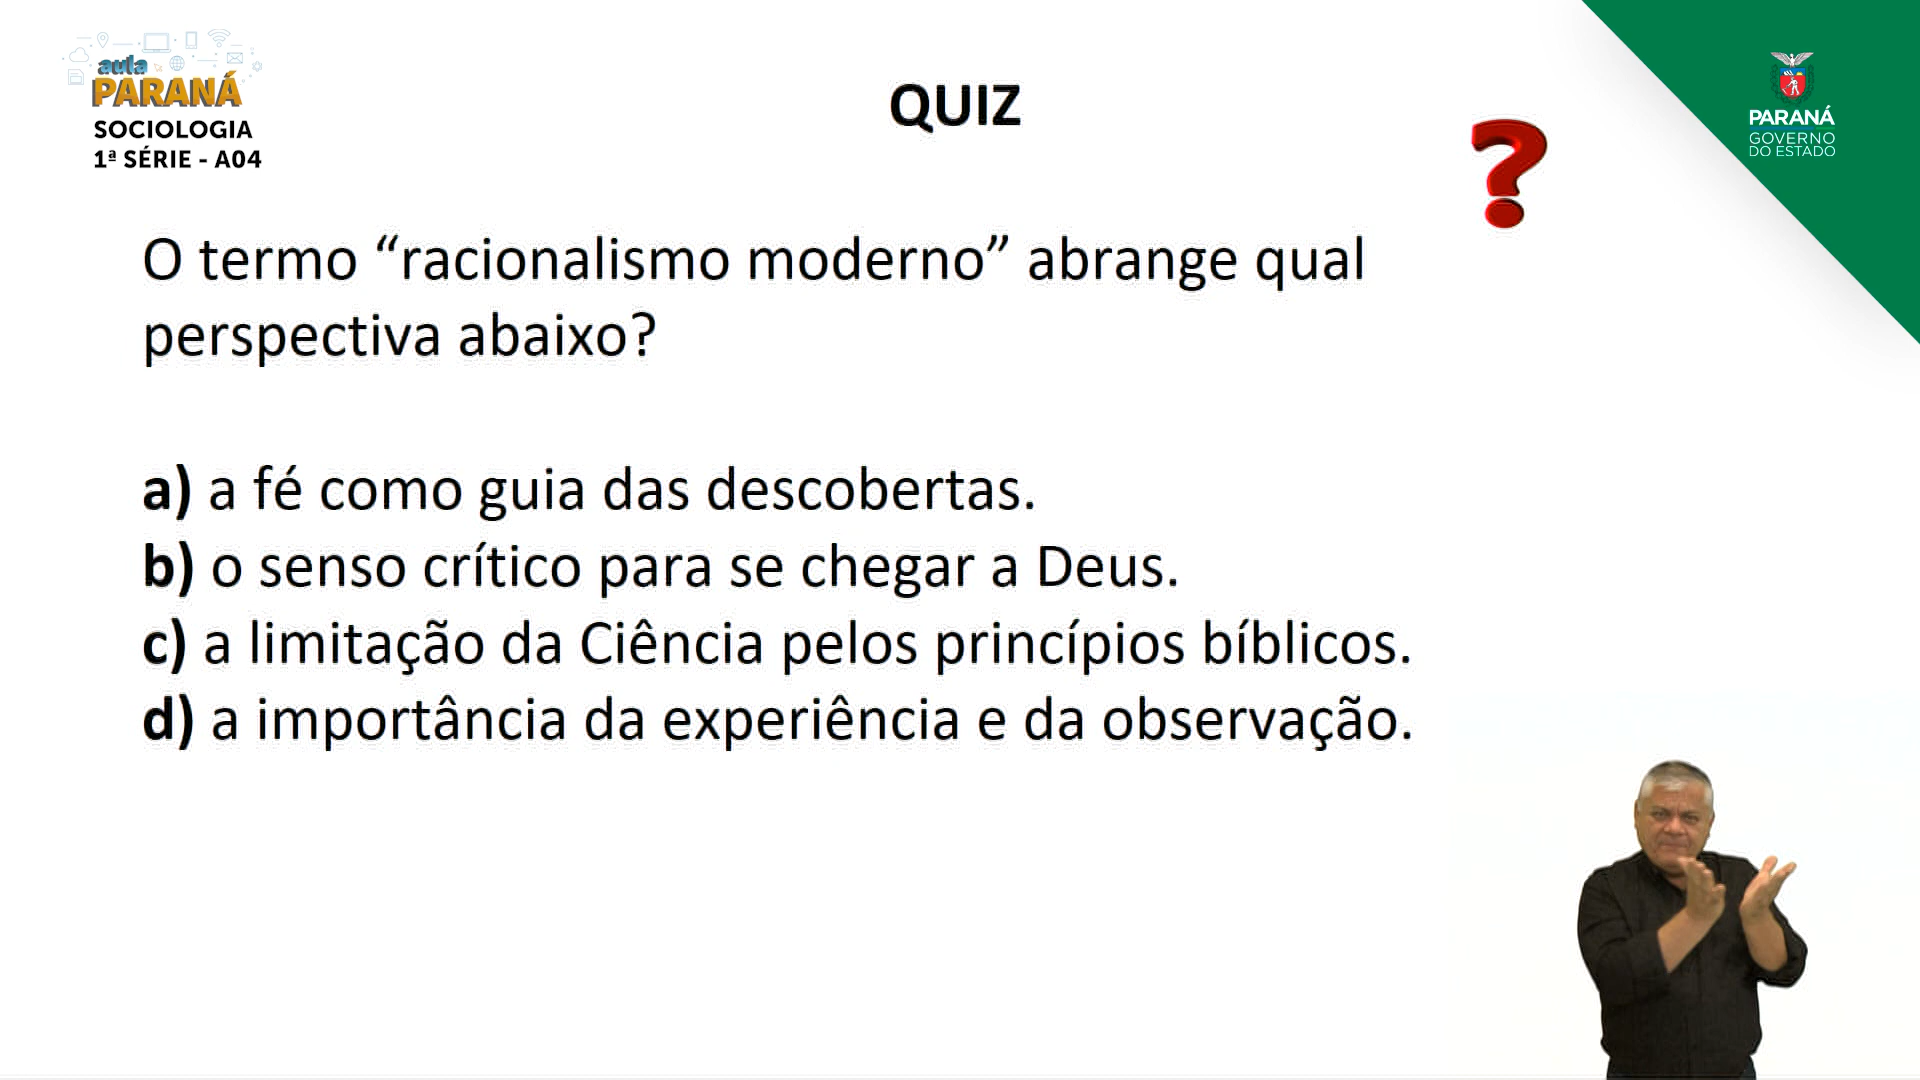 aula
PARANÁ
SOCIOLOGIA
1ª SÉRIE - A04
QUIZ
?
PARANÁ
GOVERNO
DO ESTADO
O termo “racionalismo moderno” abrange qual
perspectiva abaixo?
a) a fé como guia das descobertas.
b) o senso crítico para se chegar a Deus.
c) a limitação da Ciência pelos princípios bíblicos.
d) a importância da experiência e da observação.